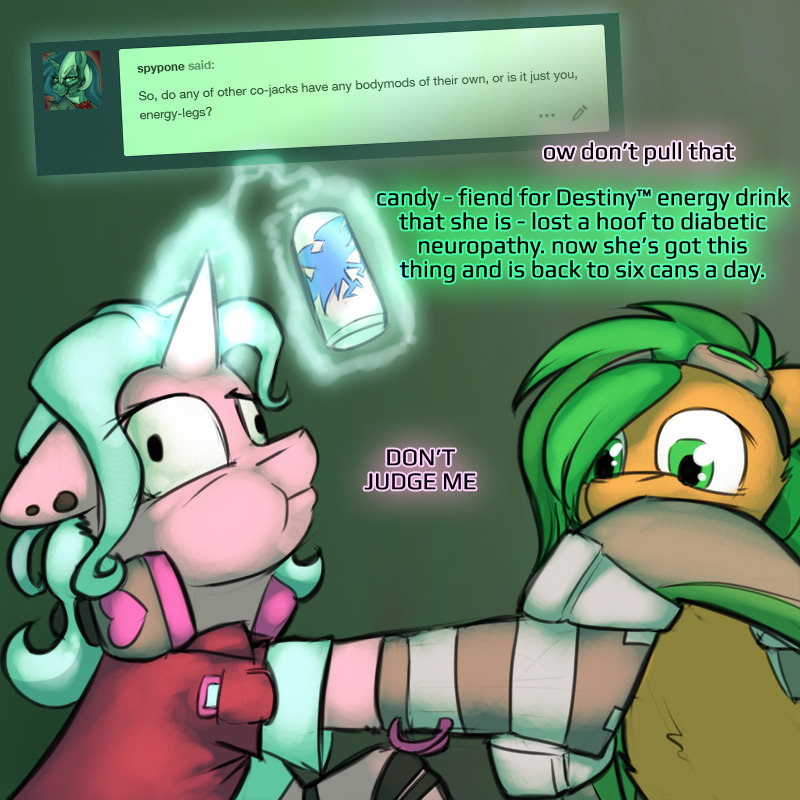 spypone said:
So, do any of other co-jacks have any bodymods of their own, or is it just you,
energy-legs?
ow don't pull that
candy - fiend for Destiny™ energy drink
that she is - lost a hoof to diabetic
neuropathy. now she's got this
thing and is back to six cans a day.
DON'T
JUDGE ME